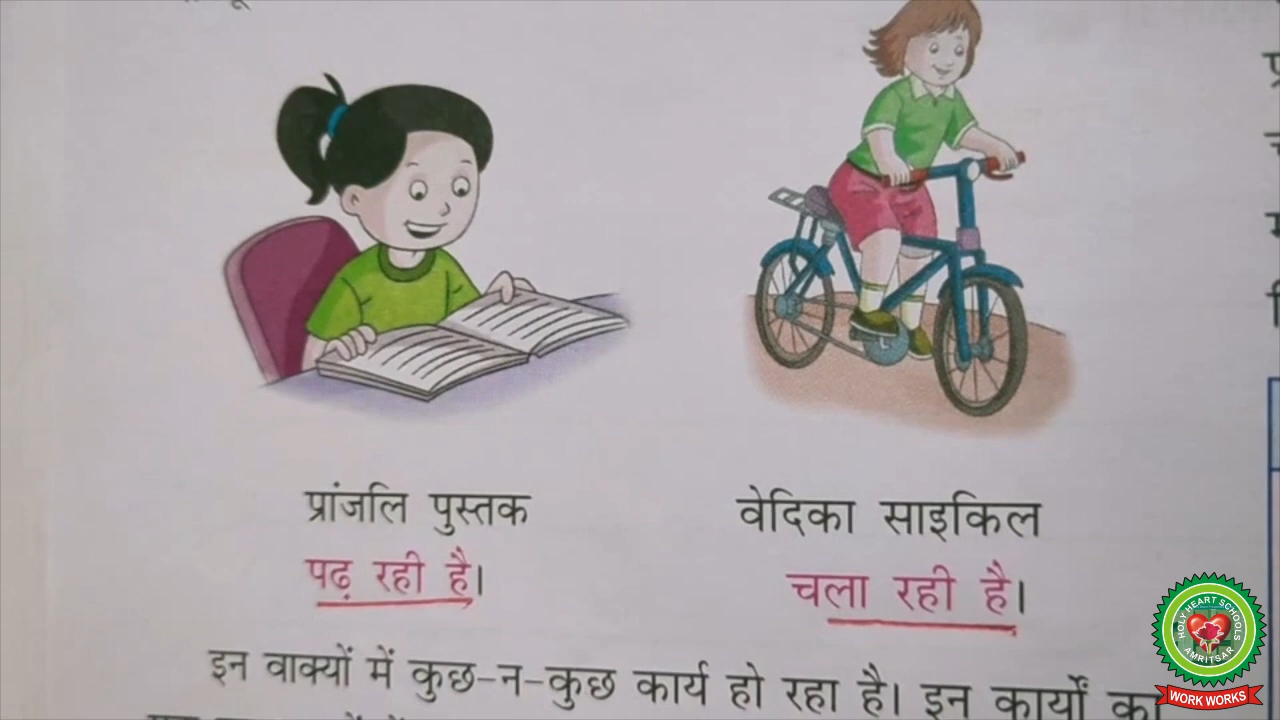 प्रांजलि पुस्तक
पढ़ रही है।
वेदिका साइकिल
चला रही है।
इन वाक्यों में कुछ-न-कुछ कार्य हो रहा है। इन कार्यों का
HOLY HEART SCHOOLS
AMRITSAR
WORK WORKS